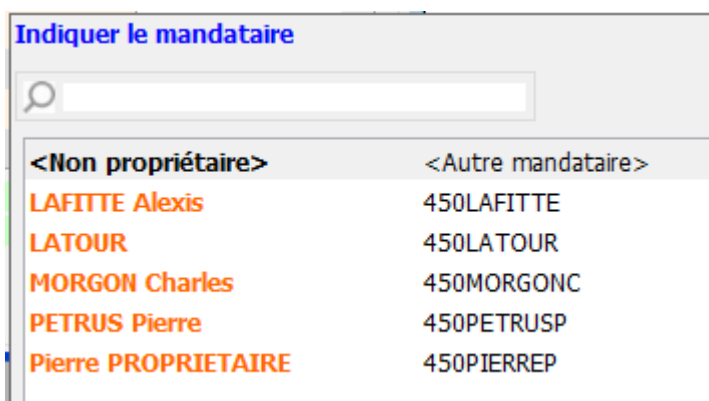 Indiquer le mandataire
<Non propriétaire> <Autre mandataire>
LAFITTE Alexis 450LAFITTE
LATOUR 450LATOUR
MORGON Charles 450MORGONC
PETRUS Pierre 450PETRUSP
Pierre PROPRIETAIRE 450PIERREP